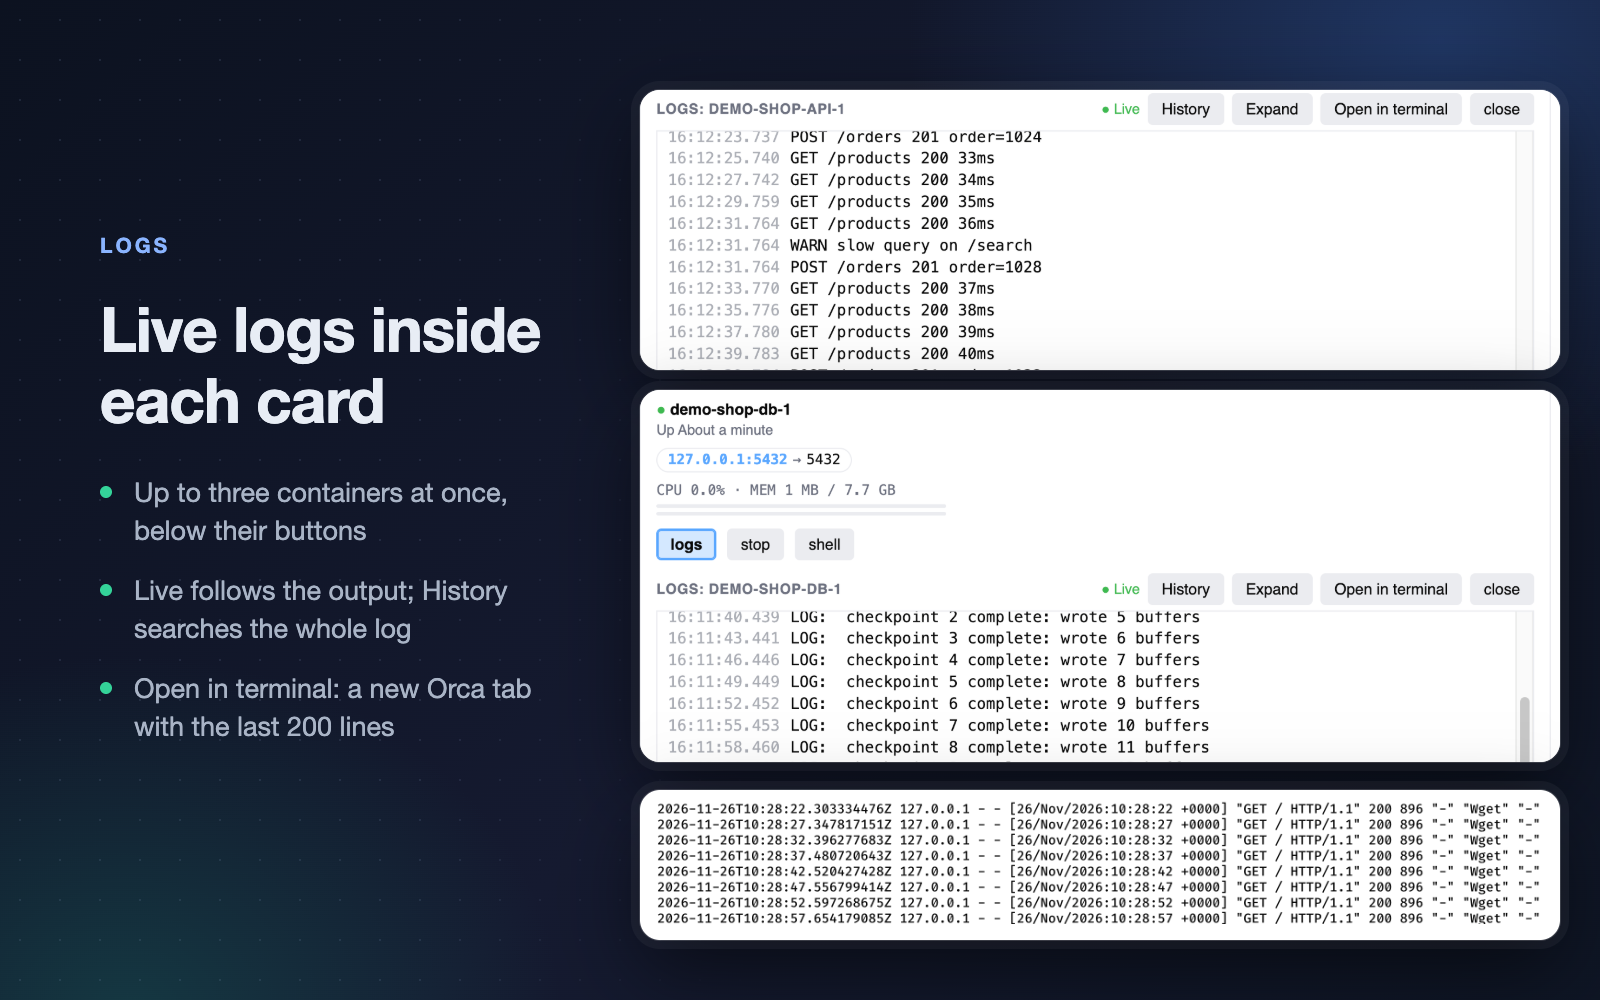 LOGS
Live logs inside
each card
Up to three containers at once,
below their buttons
Live follows the output; History
searches the whole log
Open in terminal: a new Orca tab
with the last 200 lines
LOGS: DEMO-SHOP-API-1 Live History Expand Open in terminal close
16:12:23.737 POST /orders 201 order=1024
16:12:25.740 GET /products 200 33ms
16:12:27.742 GET /products 200 34ms
16:12:29.759 GET /products 200 35ms
16:12:31.764 GET /products 200 36ms
16:12:31.764 WARN slow query on /search
16:12:31.764 POST /orders 201 order=1028
16:12:33.770 GET /products 200 37ms
16:12:35.776 GET /products 200 38ms
16:12:37.780 GET /products 200 39ms
16:12:39.783 GET /products 200 40ms
demo-shop-db-1
Up About a minute
127.0.0.1:5432 → 5432
CPU 0.0% · MEM 1 MB / 7.7 GB
logs stop shell
LOGS: DEMO-SHOP-DB-1 Live History Expand Open in terminal close
16:11:40.439 LOG:  checkpoint 2 complete: wrote 5 buffers
16:11:43.441 LOG:  checkpoint 3 complete: wrote 6 buffers
16:11:46.446 LOG:  checkpoint 4 complete: wrote 7 buffers
16:11:49.449 LOG:  checkpoint 5 complete: wrote 8 buffers
16:11:52.452 LOG:  checkpoint 6 complete: wrote 9 buffers
16:11:55.453 LOG:  checkpoint 7 complete: wrote 10 buffers
16:11:58.460 LOG:  checkpoint 8 complete: wrote 11 buffers
2026-11-26T10:28:22.303334476Z 127.0.0.1 - - [26/Nov/2026:10:28:22 +0000] "GET / HTTP/1.1" 200 896 "-" "Wget" "-"
2026-11-26T10:28:27.347817151Z 127.0.0.1 - - [26/Nov/2026:10:28:27 +0000] "GET / HTTP/1.1" 200 896 "-" "Wget" "-"
2026-11-26T10:28:32.396277683Z 127.0.0.1 - - [26/Nov/2026:10:28:32 +0000] "GET / HTTP/1.1" 200 896 "-" "Wget" "-"
2026-11-26T10:28:37.480720643Z 127.0.0.1 - - [26/Nov/2026:10:28:37 +0000] "GET / HTTP/1.1" 200 896 "-" "Wget" "-"
2026-11-26T10:28:42.520427428Z 127.0.0.1 - - [26/Nov/2026:10:28:42 +0000] "GET / HTTP/1.1" 200 896 "-" "Wget" "-"
2026-11-26T10:28:47.556799414Z 127.0.0.1 - - [26/Nov/2026:10:28:47 +0000] "GET / HTTP/1.1" 200 896 "-" "Wget" "-"
2026-11-26T10:28:52.597268675Z 127.0.0.1 - - [26/Nov/2026:10:28:52 +0000] "GET / HTTP/1.1" 200 896 "-" "Wget" "-"
2026-11-26T10:28:57.654179085Z 127.0.0.1 - - [26/Nov/2026:10:28:57 +0000] "GET / HTTP/1.1" 200 896 "-" "Wget" "-"